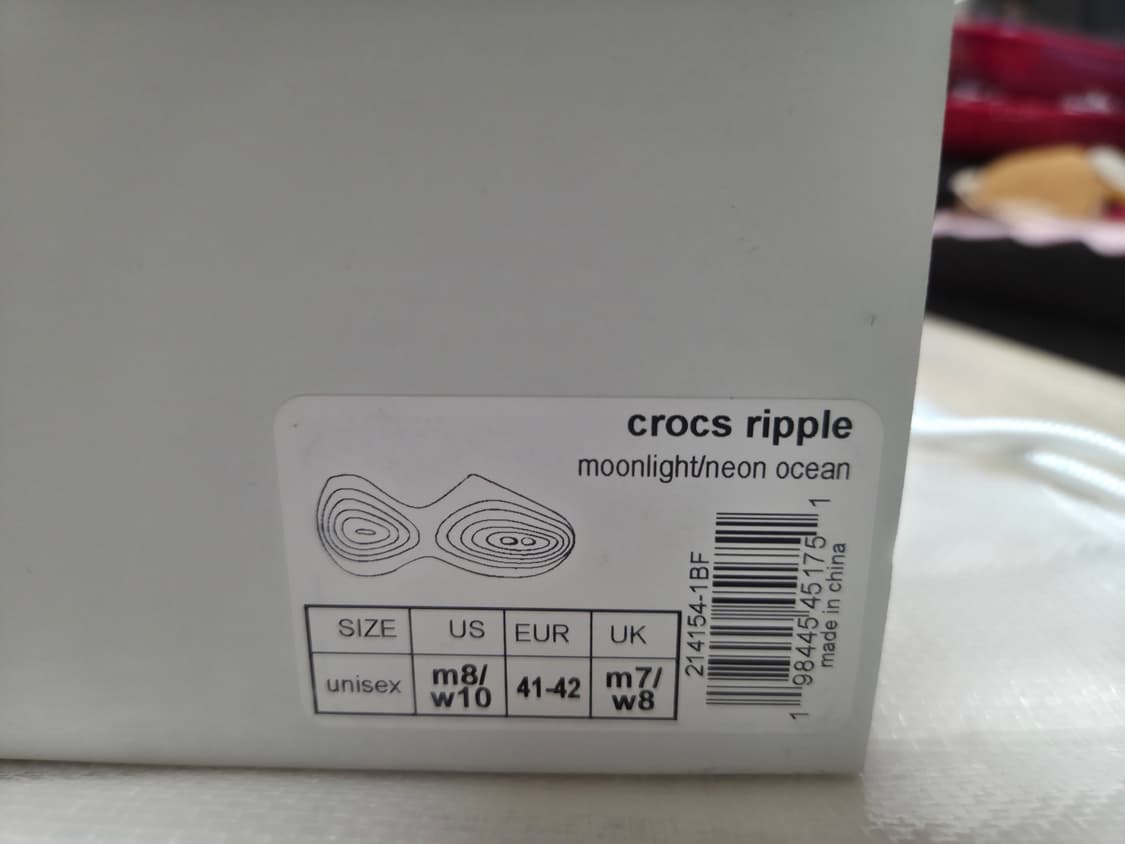 crocs ripple
moonlight/neon ocean
SIZE US EUR UK
unisex m8/w10 41-42 m7/w8
214154-1BF
1 98445 45175 1
made in china